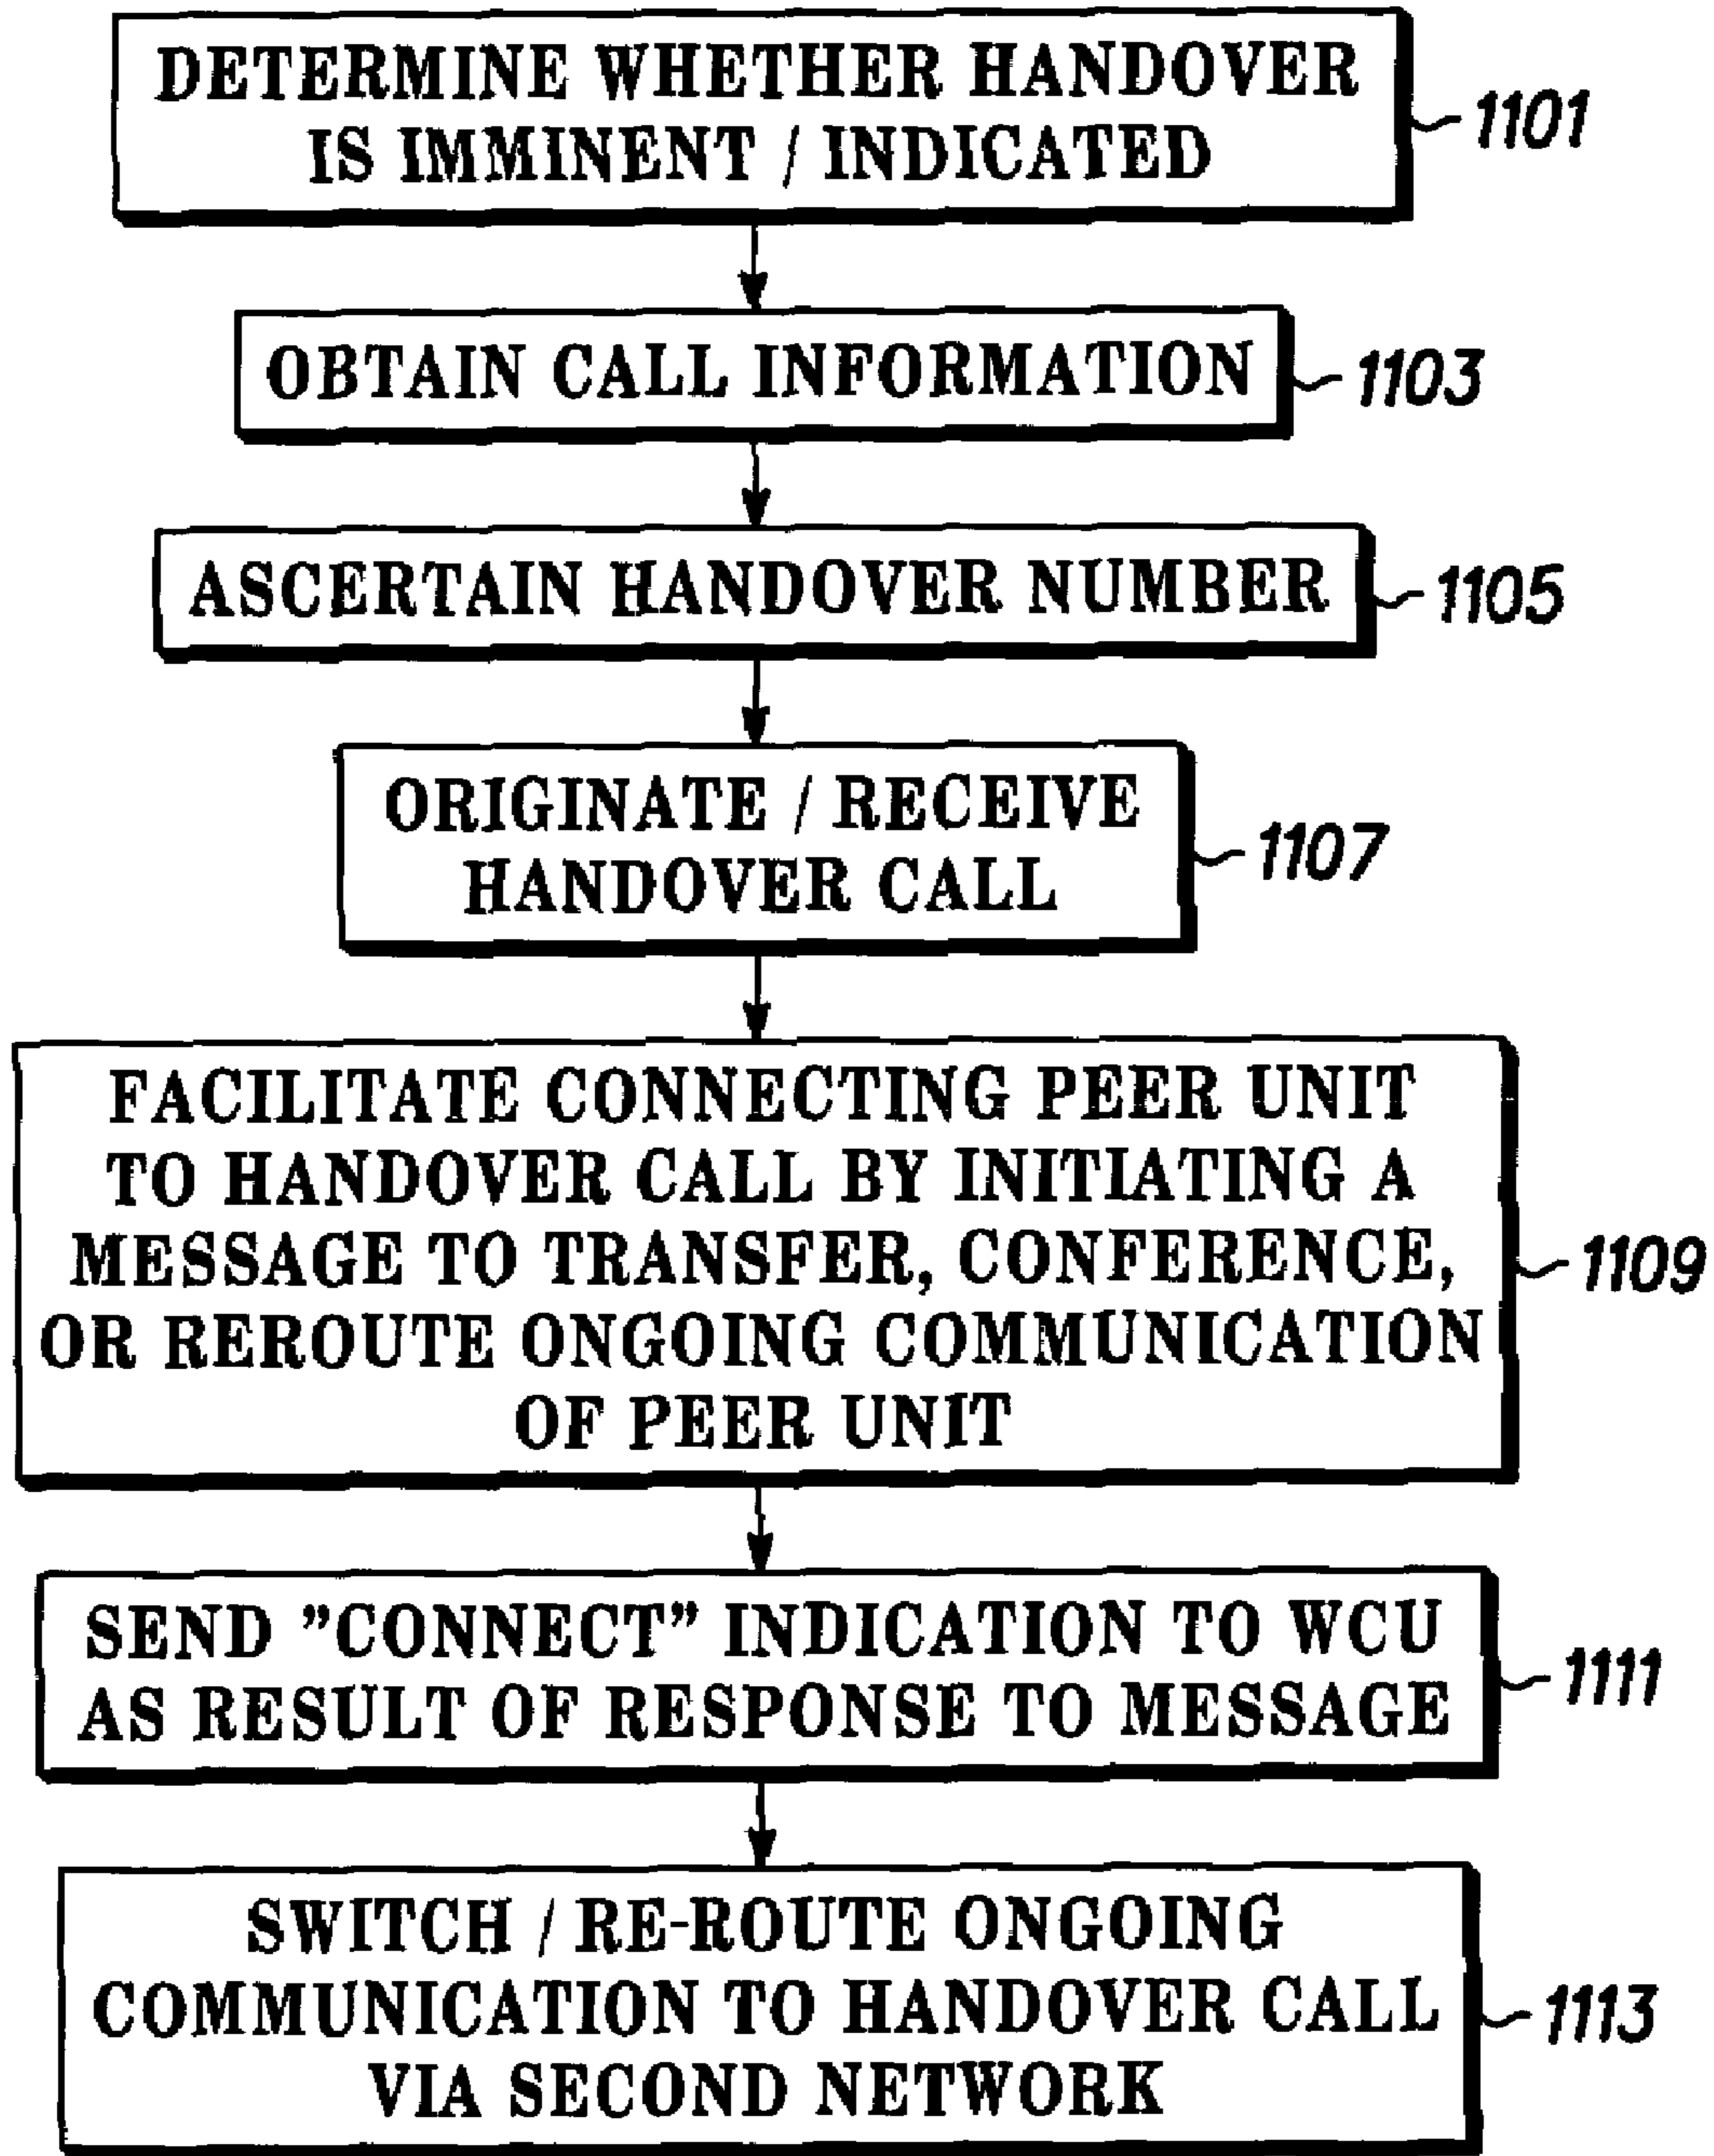 DETERMINE WHETHER HANDOVER
IS IMMINENT / INDICATED
1101
OBTAIN CALL INFORMATION
1103
ASCERTAIN HANDOVER NUMBER
1105
ORIGINATE / RECEIVE
HANDOVER CALL
1107
FACILITATE CONNECTING PEER UNIT
TO HANDOVER CALL BY INITIATING A
MESSAGE TO TRANSFER, CONFERENCE,
OR REROUTE ONGOING COMMUNICATION
OF PEER UNIT
1109
SEND ”CONNECT” INDICATION TO WCU
AS RESULT OF RESPONSE TO MESSAGE
1111
SWITCH / RE-ROUTE ONGOING
COMMUNICATION TO HANDOVER CALL
VIA SECOND NETWORK
1113